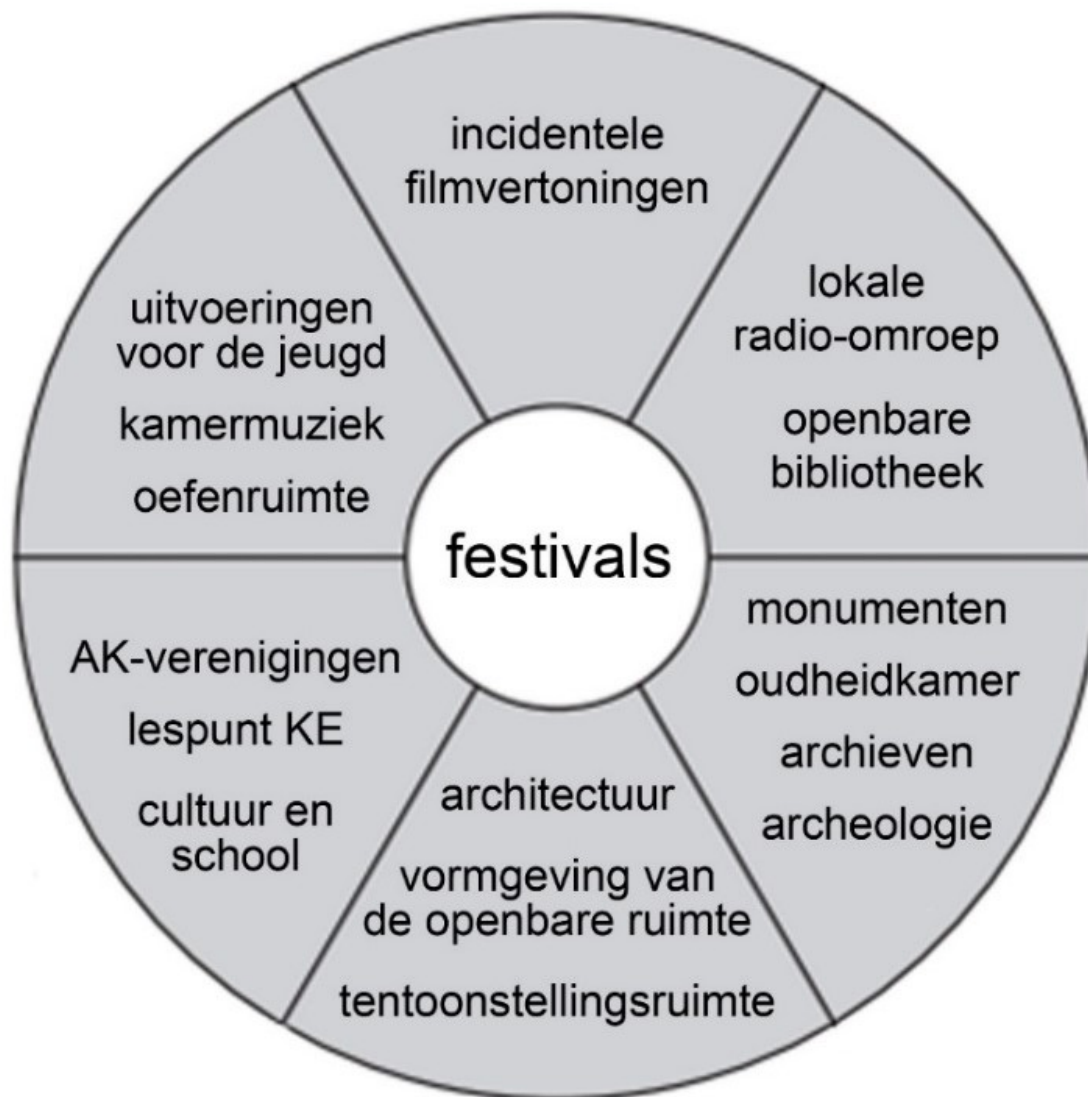 incidentele
filmvertoningen
lokale
radio-omroep
openbare
bibliotheek
uitvoeringen
voor de jeugd
kamermuziek
oefenruimte
festivals
monumenten
oudheidkamer
archieven
archeologie
AK-verenigingen
lespunt KE
cultuur en
school
architectuur
vormgeving van
de openbare ruimte
tentoonstellingsruimte